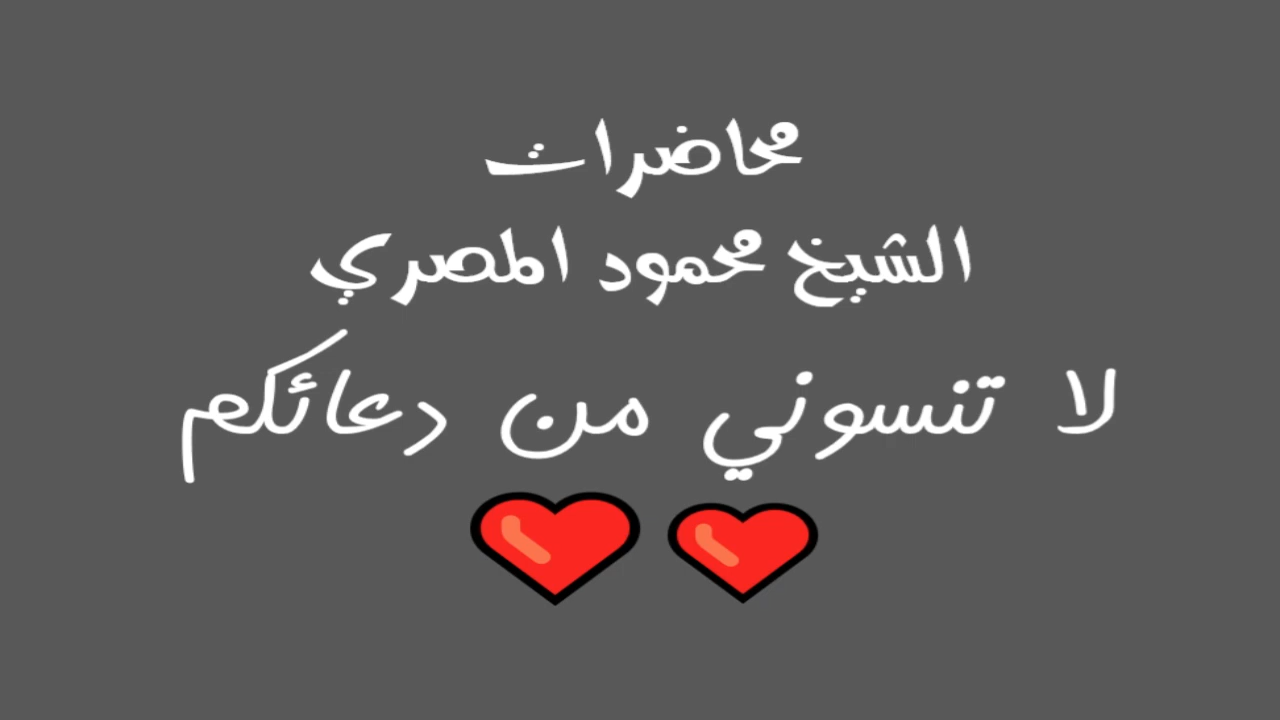 محاضرات
الشيخ محمود المصري
لا تنسوني من دعائكم